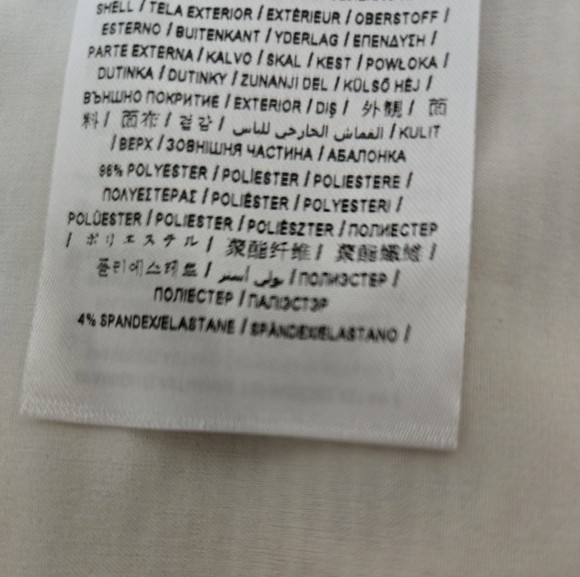 SHELL / TELA EXTERIOR / EXTÉRIEUR / OBERSTOFF /
ESTERNO / BUITENKANT / YDERLAG / ΕΠΕΝΔΥΣΗ /
PARTE EXTERNA / KALVO / SKAL / KEST / POWŁOKA /
DUTINKA / DUTINKY / ZUNANJI DEL / KÜLSŐ HÉJ /
ВЪНШНО ПОКРИТИЕ / EXTERIOR / DIŞ / 外観 / 面
料 / 面布 / 겉감 / القماش الخارجي للباس / KULIT
/ ВЕРХ / ЗОВНІШНЯ ЧАСТИНА / АБАЛОНКА
96% POLYESTER / POLIÉSTER / POLIESTERE /
ΠΟΛΥΕΣΤΕΡΑΣ / POLIÉSTER / POLYESTERI /
POLÜESTER / POLIESTER / POLIÉSZTER / ПОЛИЕСТЕР
/ ポリエステル / 聚酯纤维 / 聚酯纖維 /
폴리에스테르 / بولي أستر / ПОЛИЭСТЕР /
ПОЛІЕСТЕР / ПАЛІЭСТЭР
4% SPANDEX/ELASTANE / SPANDEX/ELASTANO /